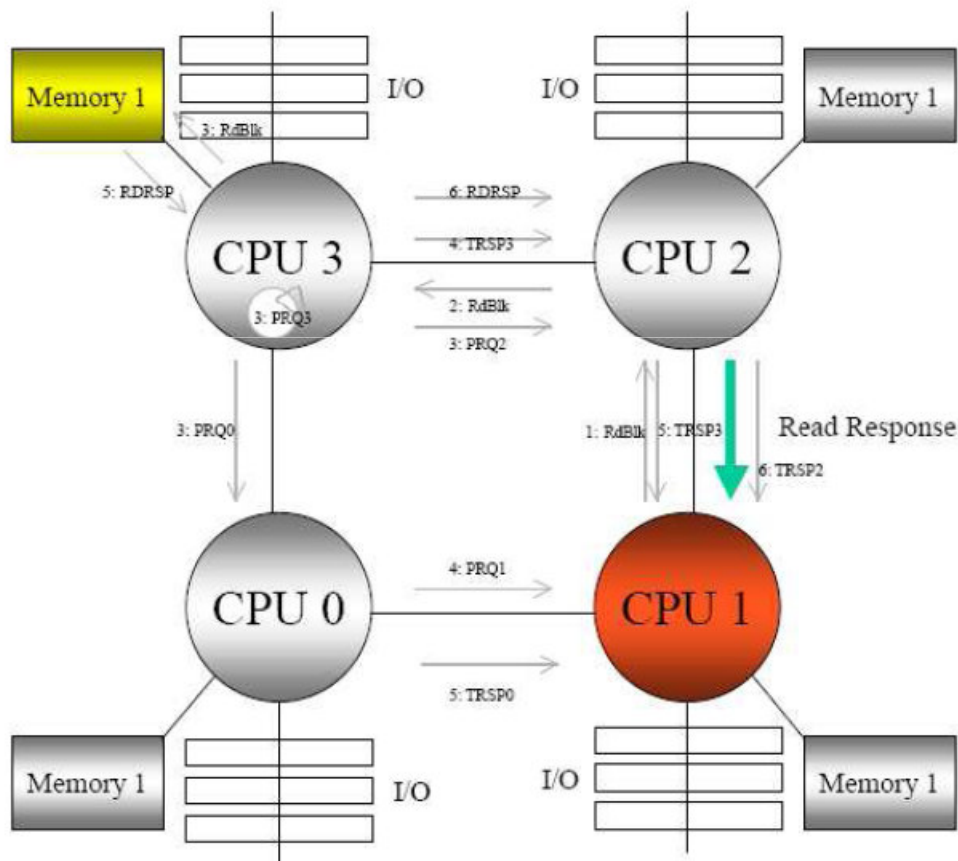 Memory 1
I/O
I/O
Memory 1
3: RdBlk
5: RDRSP
6: RDRSP
4: TRSP3
CPU 3
CPU 2
2: RdBlk
3: PRQ3
3: PRQ2
3: PRQ0
1: RdBlk
5: TRSP3
Read Response
6: TRSP2
4: PRQ1
CPU 0
CPU 1
5: TRSP0
Memory 1
I/O
I/O
Memory 1